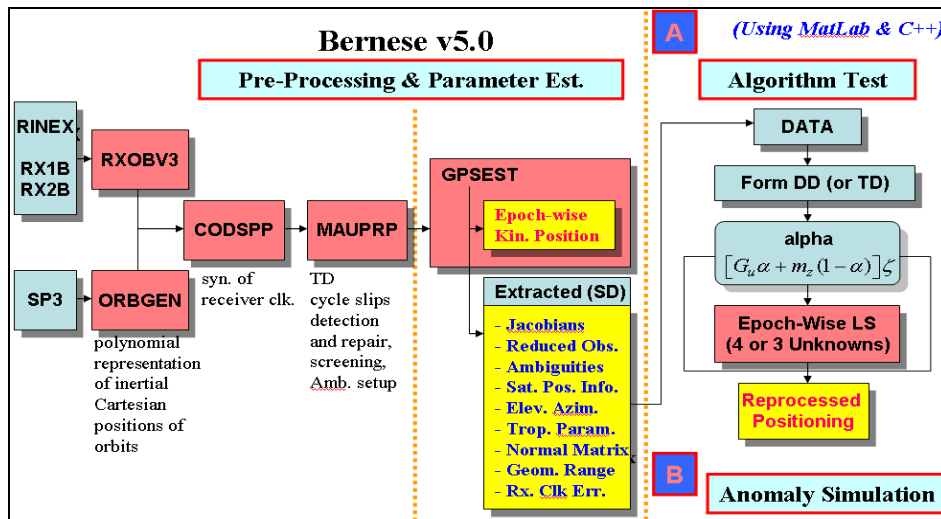 Bernese v5.0
Pre-Processing & Parameter Est.
RINEX
RX1B
RX2B
RXOBV3
SP3
ORBGEN
polynomial
representation
of inertial
Cartesian
positions of
orbits
CODSPP
syn. of
receiver clk.
MAUPRP
TD
cycle slips
detection
and repair,
screening,
Amb. setup
GPSEST
Epoch-wise
Kin. Position
Extracted (SD)
- Jacobians
- Reduced Obs.
- Ambiguities
- Sat. Pos. Info.
- Elev. Azim.
- Trop. Param.
- Normal Matrix
- Geom. Range
- Rx. Clk Err.
A
(Using MatLab & C++)
Algorithm Test
DATA
Form DD (or TD)
alpha
[G_u α + m_z (1 − α)] ζ
Epoch-Wise LS
(4 or 3 Unknowns)
Reprocessed
Positioning
B
Anomaly Simulation